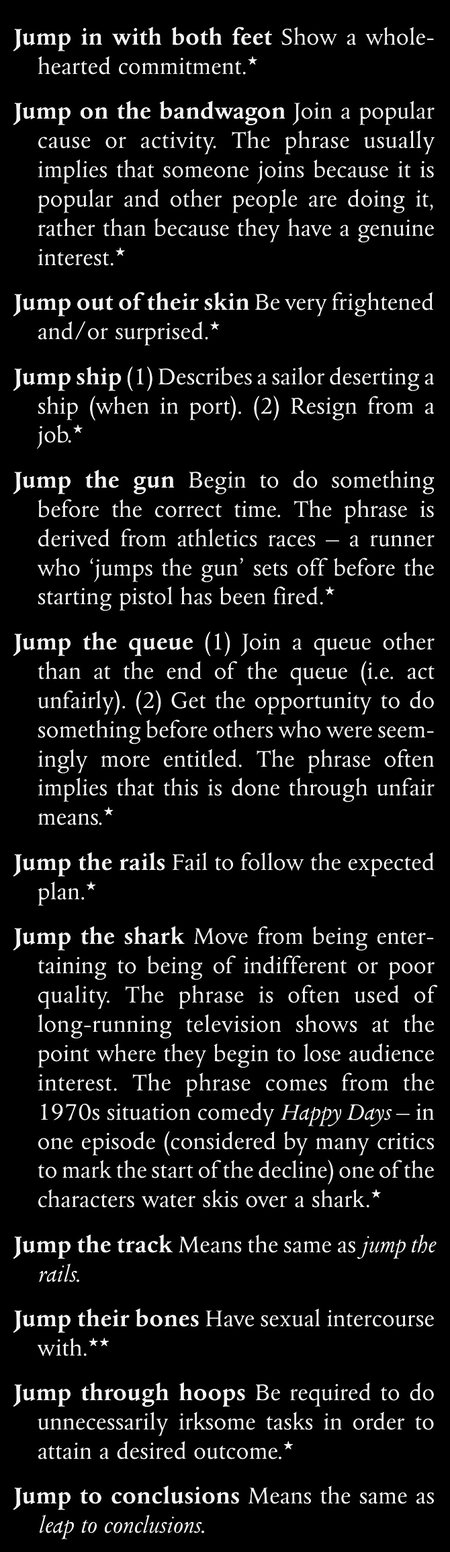 Jump in with both feet Show a whole-
hearted commitment.★
Jump on the bandwagon Join a popular
cause or activity. The phrase usually
implies that someone joins because it is
popular and other people are doing it,
rather than because they have a genuine
interest.★
Jump out of their skin Be very frightened
and/or surprised.★
Jump ship (1) Describes a sailor deserting a
ship (when in port). (2) Resign from a
job.★
Jump the gun Begin to do something
before the correct time. The phrase is
derived from athletics races – a runner
who ‘jumps the gun’ sets off before the
starting pistol has been fired.★
Jump the queue (1) Join a queue other
than at the end of the queue (i.e. act
unfairly). (2) Get the opportunity to do
something before others who were seem-
ingly more entitled. The phrase often
implies that this is done through unfair
means.★
Jump the rails Fail to follow the expected
plan.★
Jump the shark Move from being enter-
taining to being of indifferent or poor
quality. The phrase is often used of
long-running television shows at the
point where they begin to lose audience
interest. The phrase comes from the
1970s situation comedy Happy Days – in
one episode (considered by many critics
to mark the start of the decline) one of the
characters water skis over a shark.★
Jump the track Means the same as jump the
rails.
Jump their bones Have sexual intercourse
with.★★
Jump through hoops Be required to do
unnecessarily irksome tasks in order to
attain a desired outcome.★
Jump to conclusions Means the same as
leap to conclusions.